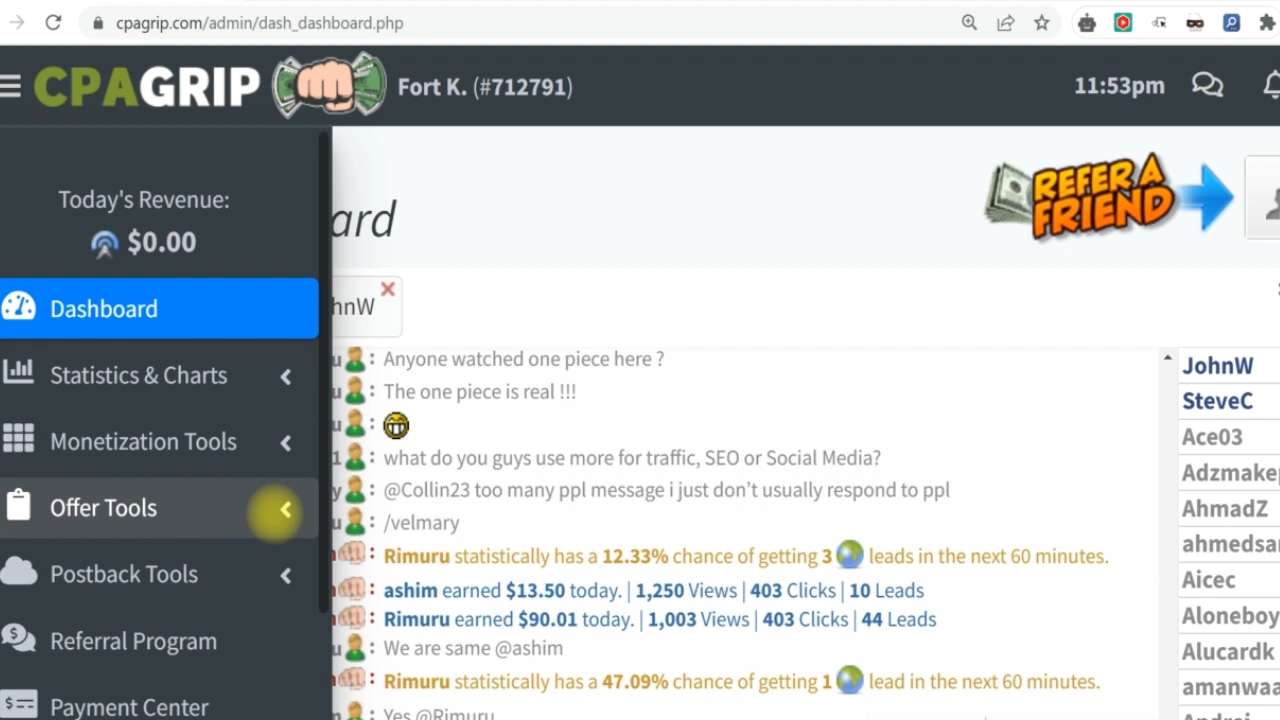 cpagrip.com/admin/dash_dashboard.php
CPAGRIP Fort K. (#712791) 11:53pm
Today's Revenue:
$0.00
ard
REFER A
FRIEND
Dashboard
hnW
Statistics & Charts
Monetization Tools
Offer Tools
Postback Tools
Referral Program
Payment Center
u : Anyone watched one piece here ?
u : The one piece is real !!!
u :
1 : what do you guys use more for traffic, SEO or Social Media?
y : @Collin23 too many ppl message i just don't usually respond to ppl
u : /velmary
: Rimuru statistically has a 12.33% chance of getting 3 leads in the next 60 minutes.
: ashim earned $13.50 today. | 1,250 Views | 403 Clicks | 10 Leads
: Rimuru earned $90.01 today. | 1,003 Views | 403 Clicks | 44 Leads
u : We are same @ashim
: Rimuru statistically has a 47.09% chance of getting 1 lead in the next 60 minutes.
: Yes @Rimuru
JohnW
SteveC
Ace03
Adzmake
AhmadZ
ahmedsa
Aicec
Aloneboy
Alucardk
amanwaa